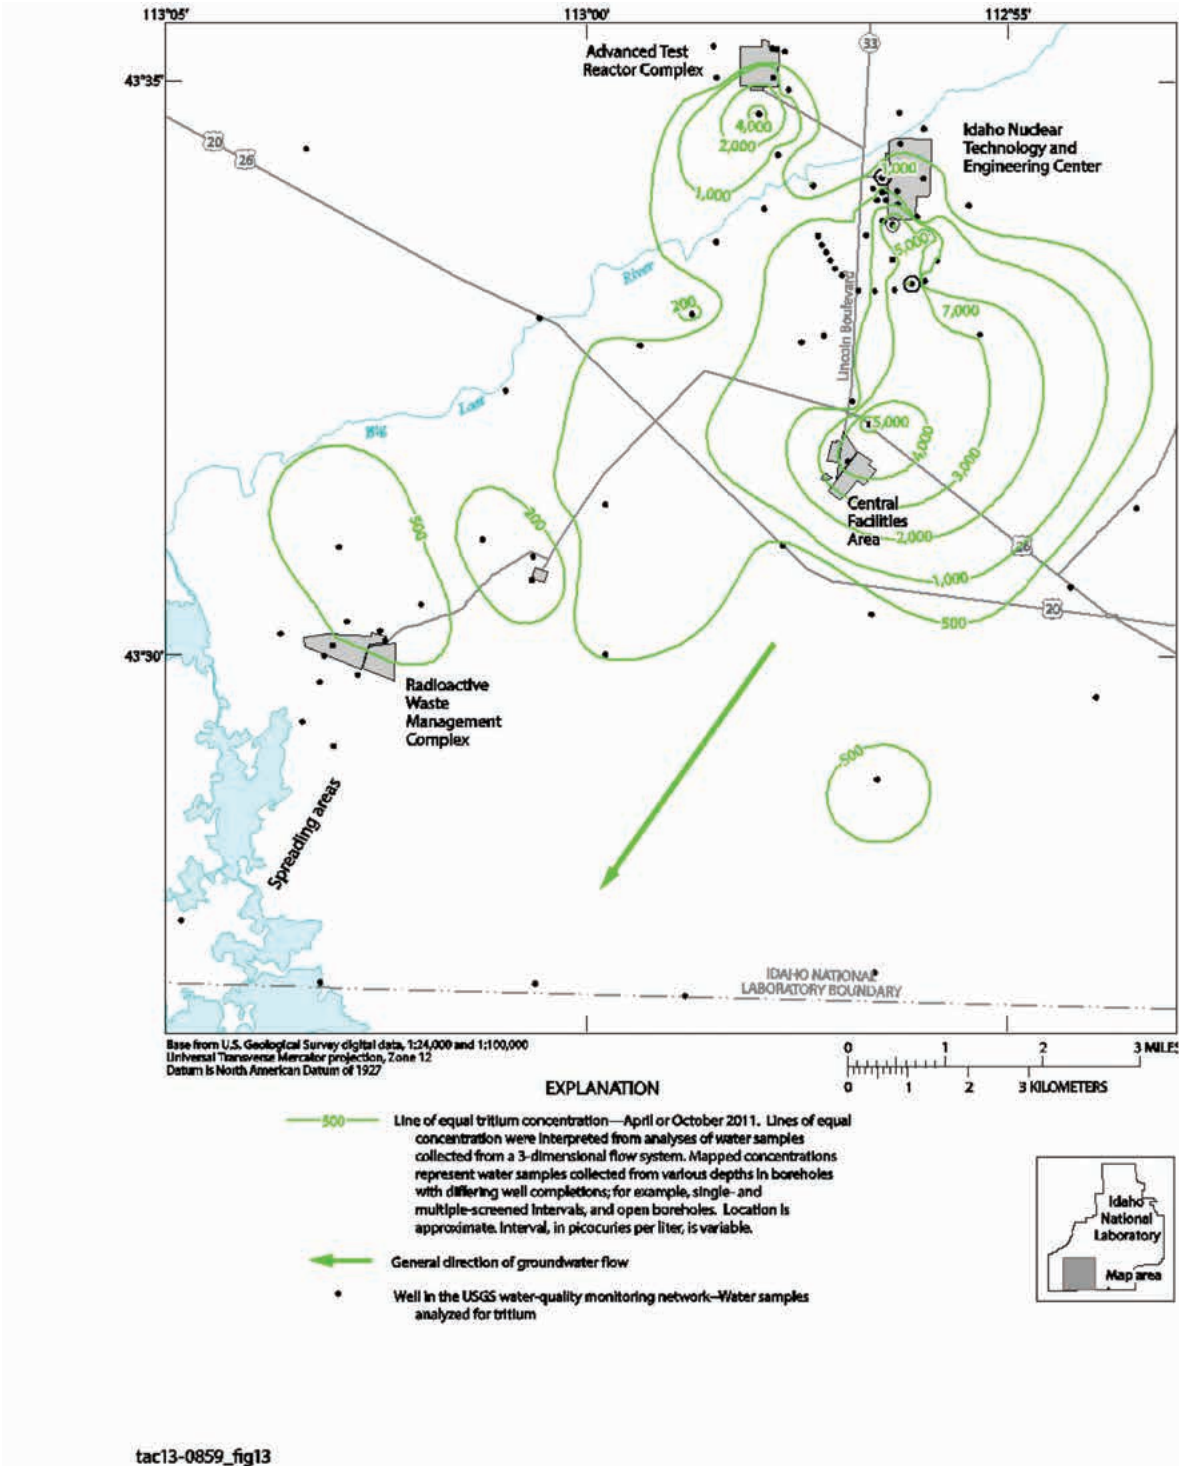 113°05'
113°00'
112°55'
33
Advanced Test
Reactor Complex
43°35'
4,000
2,000
1,000
20
26
Idaho Nuclear
Technology and
Engineering Center
1,000
5,000
River
200
7,000
Lincoln Boulevard
Lost
Big
5,000
4,000
3,000
500
200
Central
Facilities
Area
2,000
26
1,000
20
500
43°30'
Radioactive
Waste
Management
Complex
500
Spreading areas
IDAHO NATIONAL
LABORATORY BOUNDARY
Base from U.S. Geological Survey digital data, 1:24,000 and 1:100,000
Universal Transverse Mercator projection, Zone 12
Datum is North American Datum of 1927
0 1 2 3 MILES
0 1 2 3 KILOMETERS
EXPLANATION
500 Line of equal tritium concentration—April or October 2011. Lines of equal
concentration were interpreted from analyses of water samples
collected from a 3-dimensional flow system. Mapped concentrations
represent water samples collected from various depths in boreholes
with differing well completions; for example, single- and
multiple-screened intervals, and open boreholes. Location is
approximate. Interval, in picocuries per liter, is variable.
General direction of groundwater flow
Well in the USGS water-quality monitoring network–Water samples
analyzed for tritium
Idaho
National
Laboratory
Map area
tac13-0859_fig13